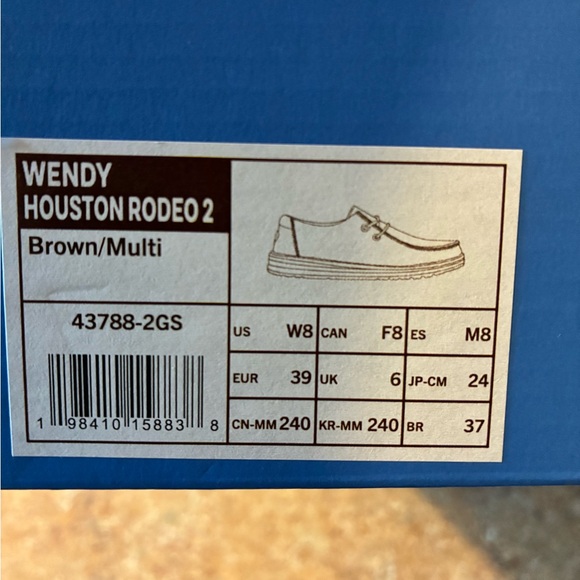 WENDY
HOUSTON RODEO 2
Brown/Multi
43788-2GS
1 98410 15883 8
US W8 CAN F8 ES M8
EUR 39 UK 6 JP-CM 24
CN-MM 240 KR-MM 240 BR 37